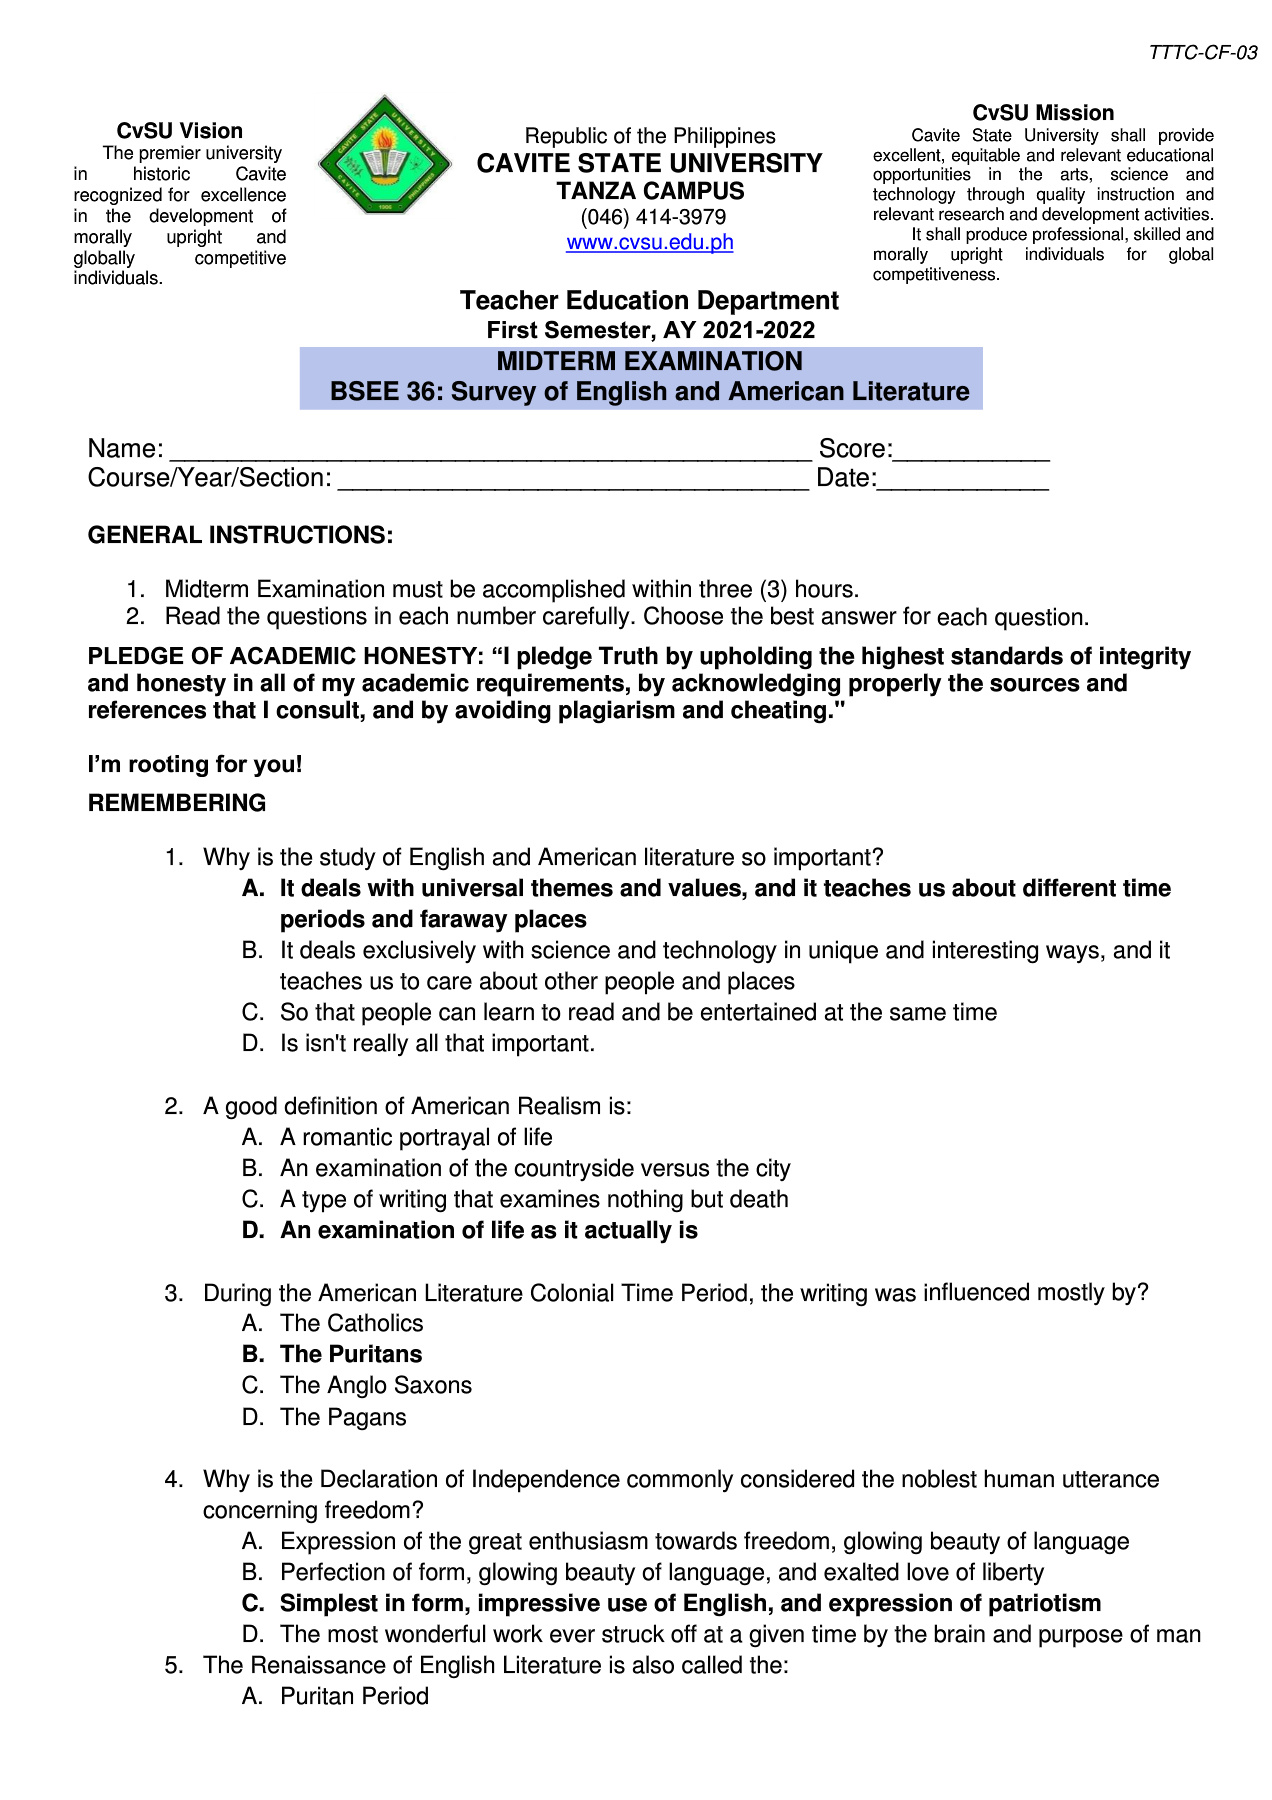 TTTC-CF-03
CvSU Vision
The premier university
in historic Cavite
recognized for excellence
in the development of
morally upright and
globally competitive
individuals.
Republic of the Philippines
CAVITE STATE UNIVERSITY
TANZA CAMPUS
(046) 414-3979
www.cvsu.edu.ph
CvSU Mission
Cavite State University shall provide
excellent, equitable and relevant educational
opportunities in the arts, science and
technology through quality instruction and
relevant research and development activities.
It shall produce professional, skilled and
morally upright individuals for global
competitiveness.
Teacher Education Department
First Semester, AY 2021-2022
MIDTERM EXAMINATION
BSEE 36: Survey of English and American Literature
Name: ______________________________________________ Score:___________
Course/Year/Section: _________________________________ Date:____________
GENERAL INSTRUCTIONS:
1. Midterm Examination must be accomplished within three (3) hours.
2. Read the questions in each number carefully. Choose the best answer for each question.
PLEDGE OF ACADEMIC HONESTY: “I pledge Truth by upholding the highest standards of integrity
and honesty in all of my academic requirements, by acknowledging properly the sources and
references that I consult, and by avoiding plagiarism and cheating."
I’m rooting for you!
REMEMBERING
1. Why is the study of English and American literature so important?
A. It deals with universal themes and values, and it teaches us about different time
periods and faraway places
B. It deals exclusively with science and technology in unique and interesting ways, and it
teaches us to care about other people and places
C. So that people can learn to read and be entertained at the same time
D. Is isn't really all that important.
2. A good definition of American Realism is:
A. A romantic portrayal of life
B. An examination of the countryside versus the city
C. A type of writing that examines nothing but death
D. An examination of life as it actually is
3. During the American Literature Colonial Time Period, the writing was influenced mostly by?
A. The Catholics
B. The Puritans
C. The Anglo Saxons
D. The Pagans
4. Why is the Declaration of Independence commonly considered the noblest human utterance
concerning freedom?
A. Expression of the great enthusiasm towards freedom, glowing beauty of language
B. Perfection of form, glowing beauty of language, and exalted love of liberty
C. Simplest in form, impressive use of English, and expression of patriotism
D. The most wonderful work ever struck off at a given time by the brain and purpose of man
5. The Renaissance of English Literature is also called the:
A. Puritan Period